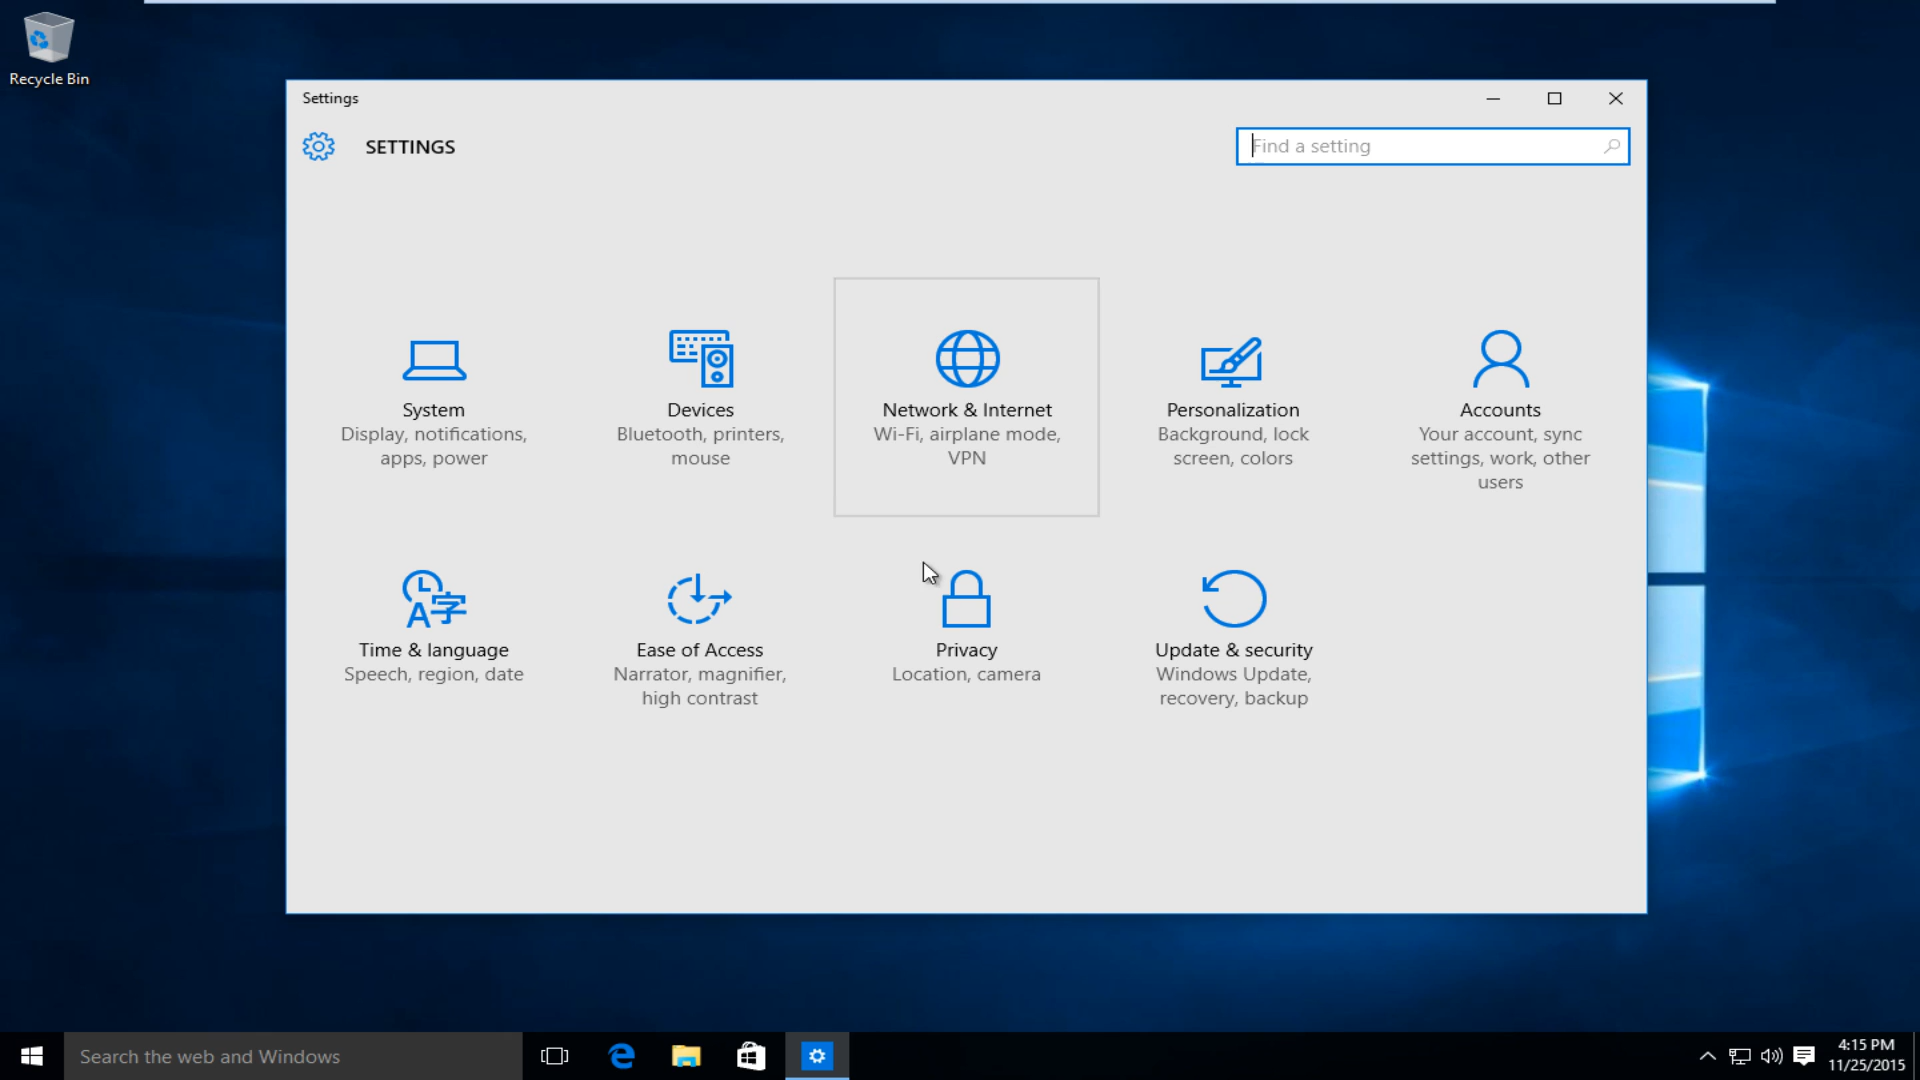 Recycle Bin
Settings
SETTINGS
Find a setting
System
Display, notifications,
apps, power
Devices
Bluetooth, printers,
mouse
Network & Internet
Wi-Fi, airplane mode,
VPN
Personalization
Background, lock
screen, colors
Accounts
Your account, sync
settings, work, other
users
Time & language
Speech, region, date
Ease of Access
Narrator, magnifier,
high contrast
Privacy
Location, camera
Update & security
Windows Update,
recovery, backup
Search the web and Windows
4:15 PM
11/25/2015